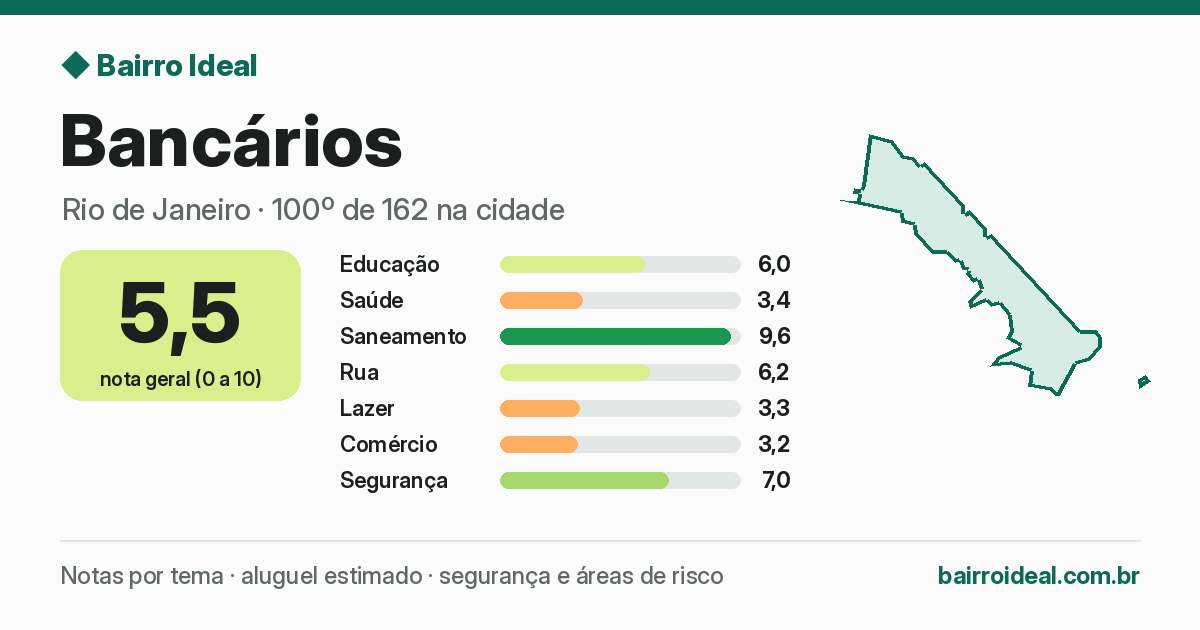 Bairro Ideal
Bancários
Rio de Janeiro · 100º de 162 na cidade
5,5
nota geral (0 a 10)
Educação 6,0
Saúde 3,4
Saneamento 9,6
Rua 6,2
Lazer 3,3
Comércio 3,2
Segurança 7,0
Notas por tema · aluguel estimado · segurança e áreas de risco
bairroideal.com.br